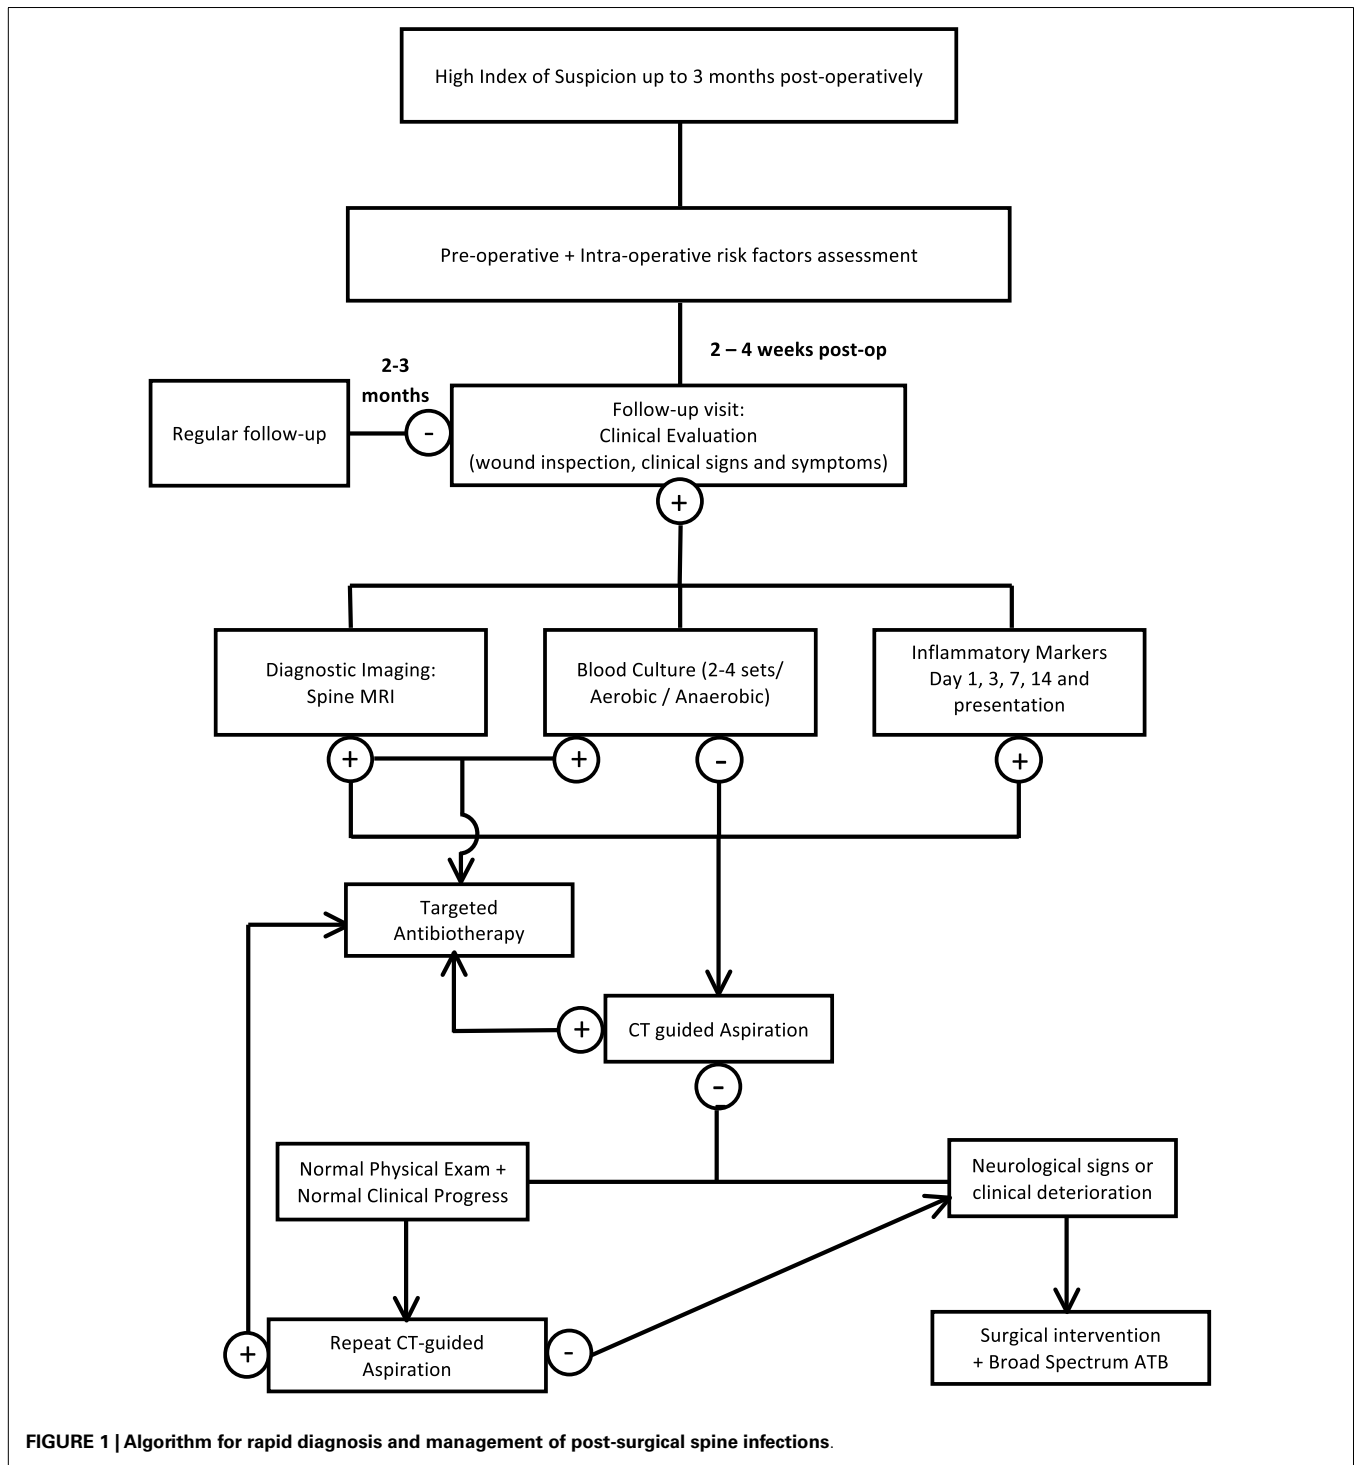 High Index of Suspicion up to 3 months post-operatively
Pre-operative + Intra-operative risk factors assessment
2 – 4 weeks post-op
2-3
months
Regular follow-up
-
Follow-up visit:
Clinical Evaluation
(wound inspection, clinical signs and symptoms)
+
Diagnostic Imaging:
Spine MRI
Blood Culture (2-4 sets/
Aerobic / Anaerobic)
Inflammatory Markers
Day 1, 3, 7, 14 and
presentation
+
+
-
+
Targeted
Antibiotherapy
+
CT guided Aspiration
-
Normal Physical Exam +
Normal Clinical Progress
Neurological signs or
clinical deterioration
+
Repeat CT-guided
Aspiration
-
Surgical intervention
+ Broad Spectrum ATB
FIGURE 1 | Algorithm for rapid diagnosis and management of post-surgical spine infections.